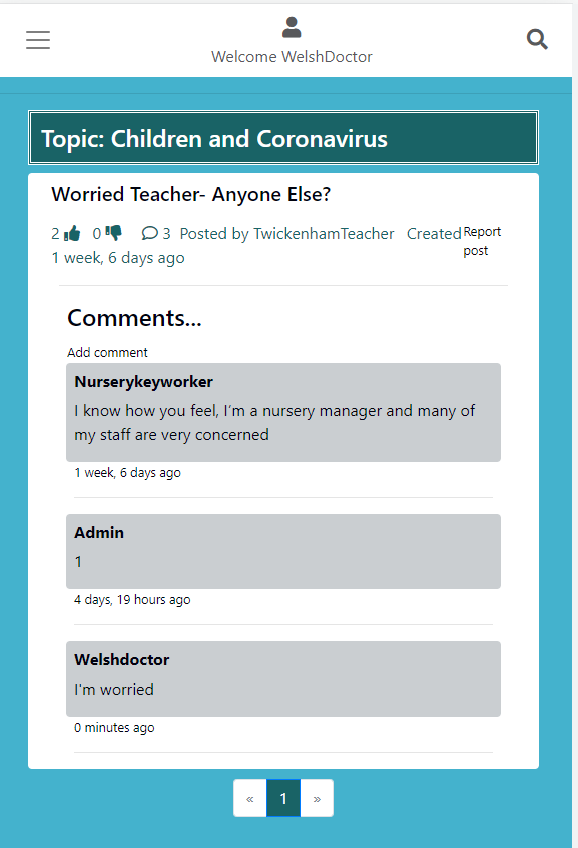 Welcome WelshDoctor
Topic: Children and Coronavirus
Worried Teacher- Anyone Else?
2 0 3 Posted by TwickenhamTeacher Created
1 week, 6 days ago
Report
post
Comments...
Add comment
Nurserykeyworker
I know how you feel, I'm a nursery manager and many of
my staff are very concerned
1 week, 6 days ago
Admin
1
4 days, 19 hours ago
Welshdoctor
I'm worried
0 minutes ago
« 1 »